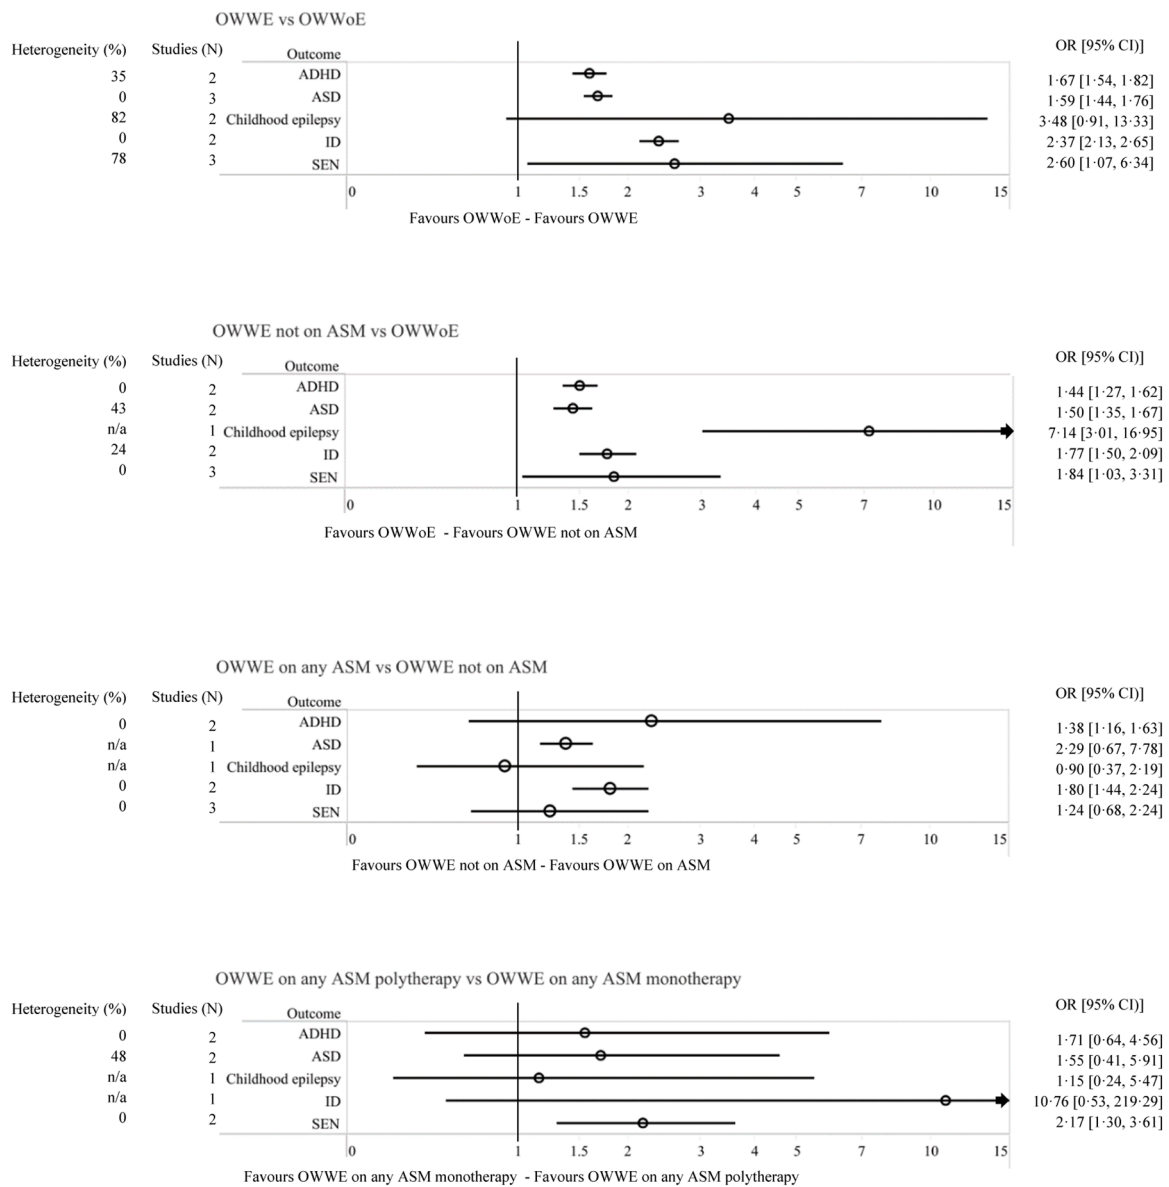 OWWE vs OWWoE
Heterogeneity (%) Studies (N) Outcome OR [95% CI)]
35 2 ADHD 1·67 [1·54, 1·82]
0 3 ASD 1·59 [1·44, 1·76]
82 2 Childhood epilepsy 3·48 [0·91, 13·33]
0 2 ID 2·37 [2·13, 2·65]
78 3 SEN 2·60 [1·07, 6·34]
0 1 1.5 2 3 4 5 7 10 15
Favours OWWoE - Favours OWWE
OWWE not on ASM vs OWWoE
Heterogeneity (%) Studies (N) Outcome OR [95% CI)]
0 2 ADHD 1·44 [1·27, 1·62]
43 2 ASD 1·50 [1·35, 1·67]
n/a 1 Childhood epilepsy 7·14 [3·01, 16·95]
24 2 ID 1·77 [1·50, 2·09]
0 3 SEN 1·84 [1·03, 3·31]
0 1 1.5 2 3 4 5 7 10 15
Favours OWWoE - Favours OWWE not on ASM
OWWE on any ASM vs OWWE not on ASM
Heterogeneity (%) Studies (N) Outcome OR [95% CI)]
0 2 ADHD 1·38 [1·16, 1·63]
n/a 1 ASD 2·29 [0·67, 7·78]
n/a 1 Childhood epilepsy 0·90 [0·37, 2·19]
0 2 ID 1·80 [1·44, 2·24]
0 3 SEN 1·24 [0·68, 2·24]
0 1 1.5 2 3 4 5 7 10 15
Favours OWWE not on ASM - Favours OWWE on ASM
OWWE on any ASM polytherapy vs OWWE on any ASM monotherapy
Heterogeneity (%) Studies (N) Outcome OR [95% CI)]
0 2 ADHD 1·71 [0·64, 4·56]
48 2 ASD 1·55 [0·41, 5·91]
n/a 1 Childhood epilepsy 1·15 [0·24, 5·47]
n/a 1 ID 10·76 [0·53, 219·29]
0 2 SEN 2·17 [1·30, 3·61]
0 1 1.5 2 3 4 5 7 10 15
Favours OWWE on any ASM monotherapy - Favours OWWE on any ASM polytherapy